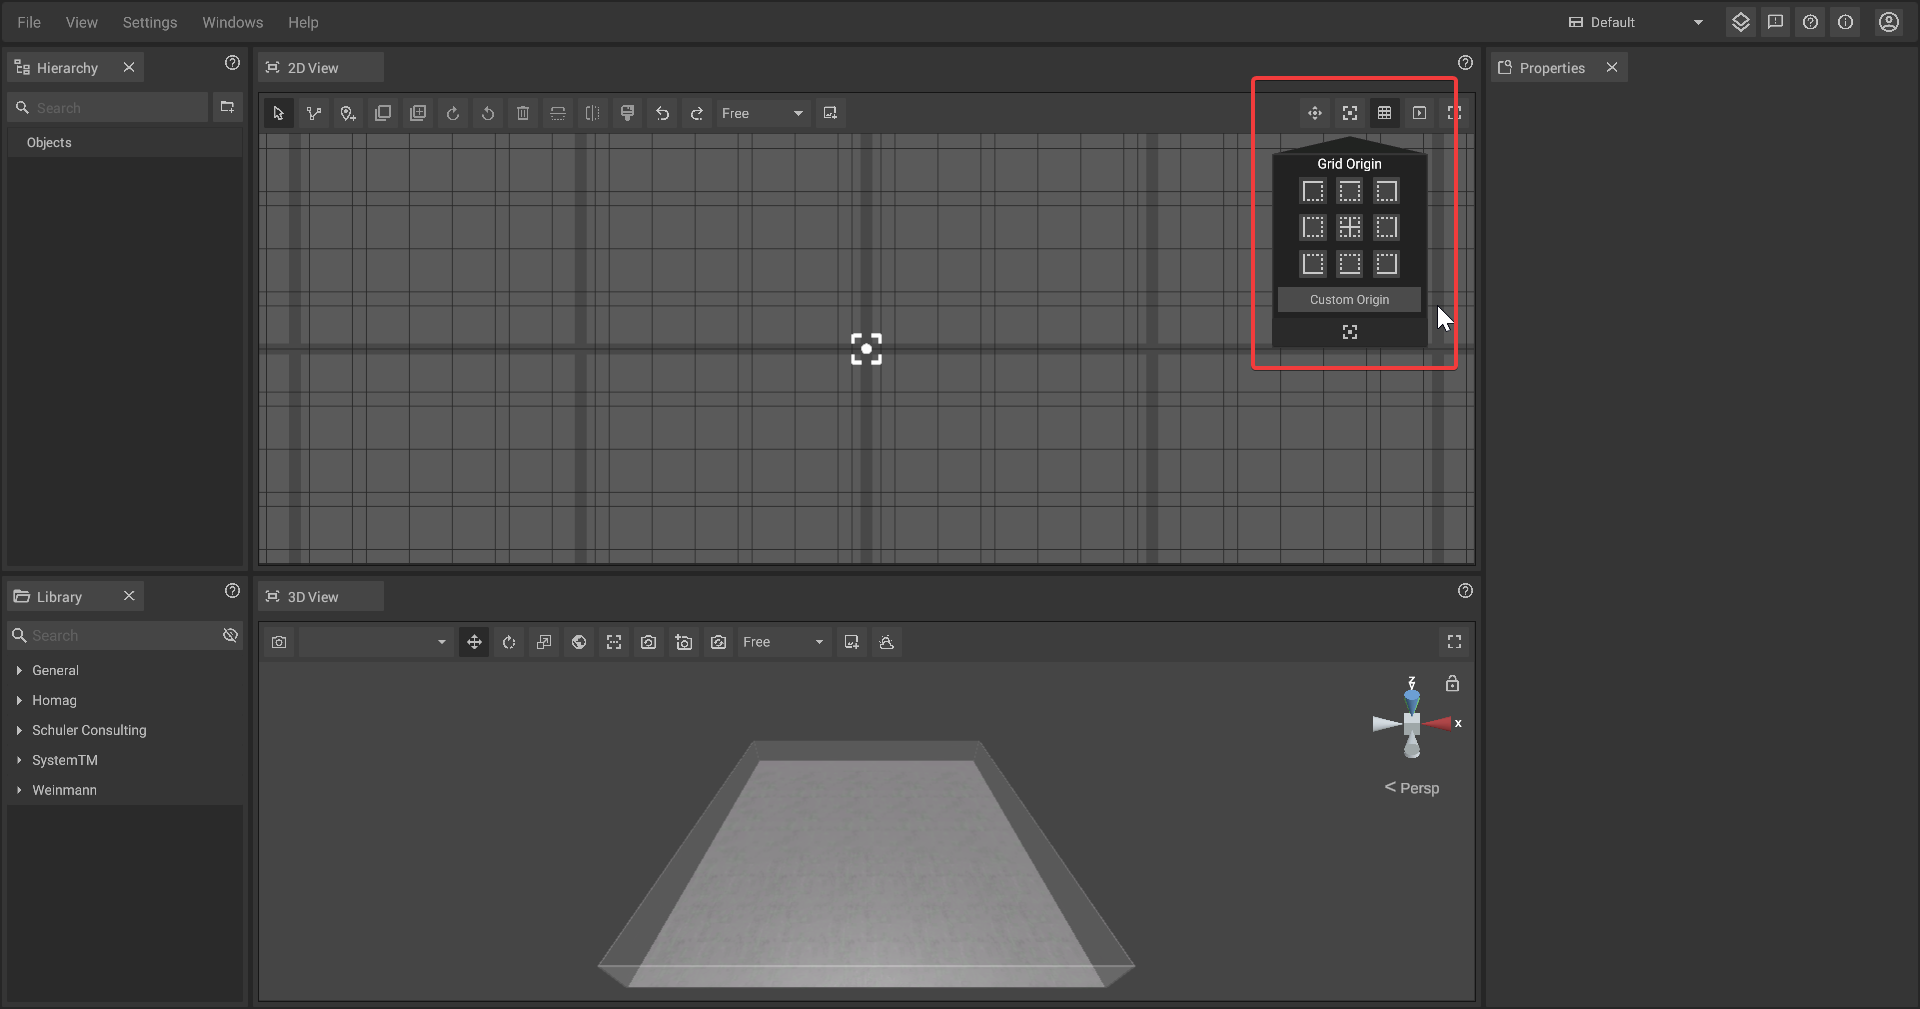 File View Settings Windows Help
Default
Hierarchy
2D View
Properties
Search
Free
Objects
Grid Origin
Custom Origin
Library
3D View
Search
Free
General
Homag
Schuler Consulting
SystemTM
Weinmann
Z
x
< Persp